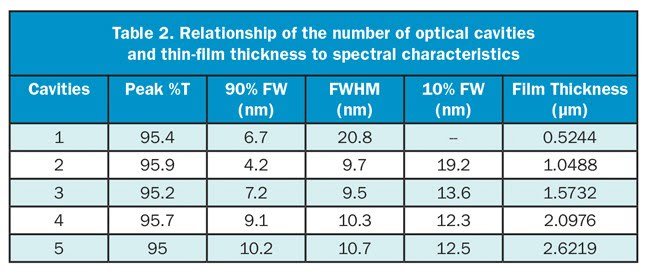 Table 2. Relationship of the number of optical cavities
and thin-film thickness to spectral characteristics
Cavities Peak %T 90% FW (nm) FWHM (nm) 10% FW (nm) Film Thickness (µm)
1 95.4 6.7 20.8 -- 0.5244
2 95.9 4.2 9.7 19.2 1.0488
3 95.2 7.2 9.5 13.6 1.5732
4 95.7 9.1 10.3 12.3 2.0976
5 95 10.2 10.7 12.5 2.6219